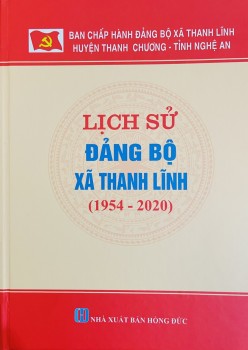 BAN CHẤP HÀNH ĐẢNG BỘ XÃ THANH LĨNH
HUYỆN THANH CHƯƠNG - TỈNH NGHỆ AN
LỊCH SỬ
ĐẢNG BỘ
XÃ THANH LĨNH
(1954 - 2020)
NHÀ XUẤT BẢN HỒNG ĐỨC